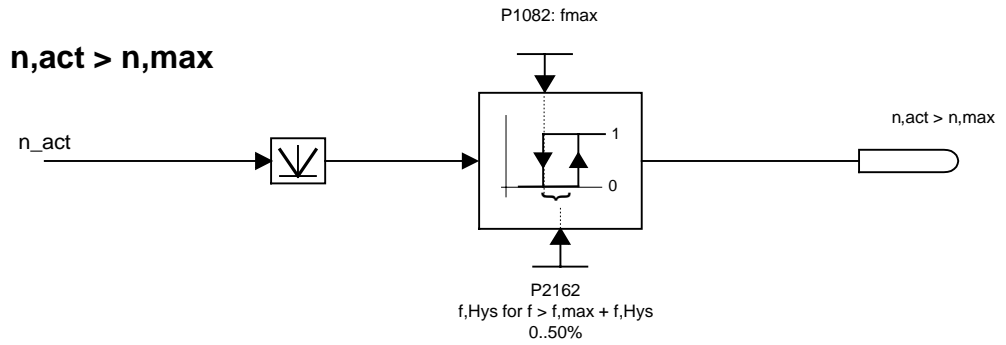 P1082: fmax
n,act > n,max
n,act > n,max
n_act
1
0
P2162
f,Hys for f > f,max + f,Hys
0..50%